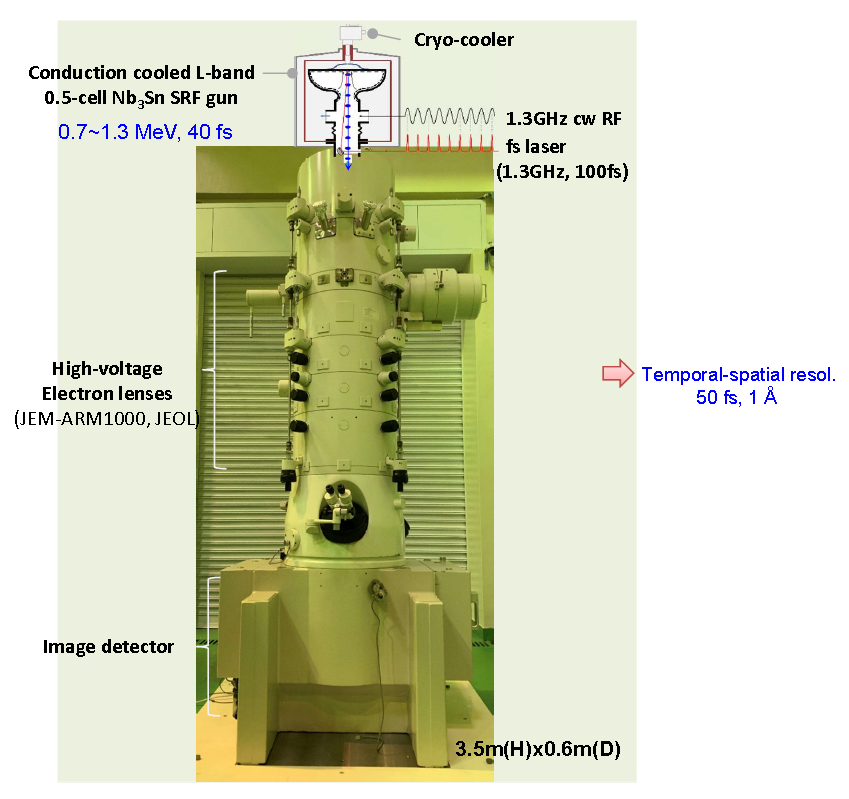 Cryo-cooler
Conduction cooled L-band
0.5-cell Nb₃Sn SRF gun
0.7~1.3 MeV, 40 fs
1.3GHz cw RF
fs laser
(1.3GHz, 100fs)
High-voltage
Electron lenses
(JEM-ARM1000, JEOL)
Temporal-spatial resol.
50 fs, 1 Å
Image detector
3.5m(H)x0.6m(D)